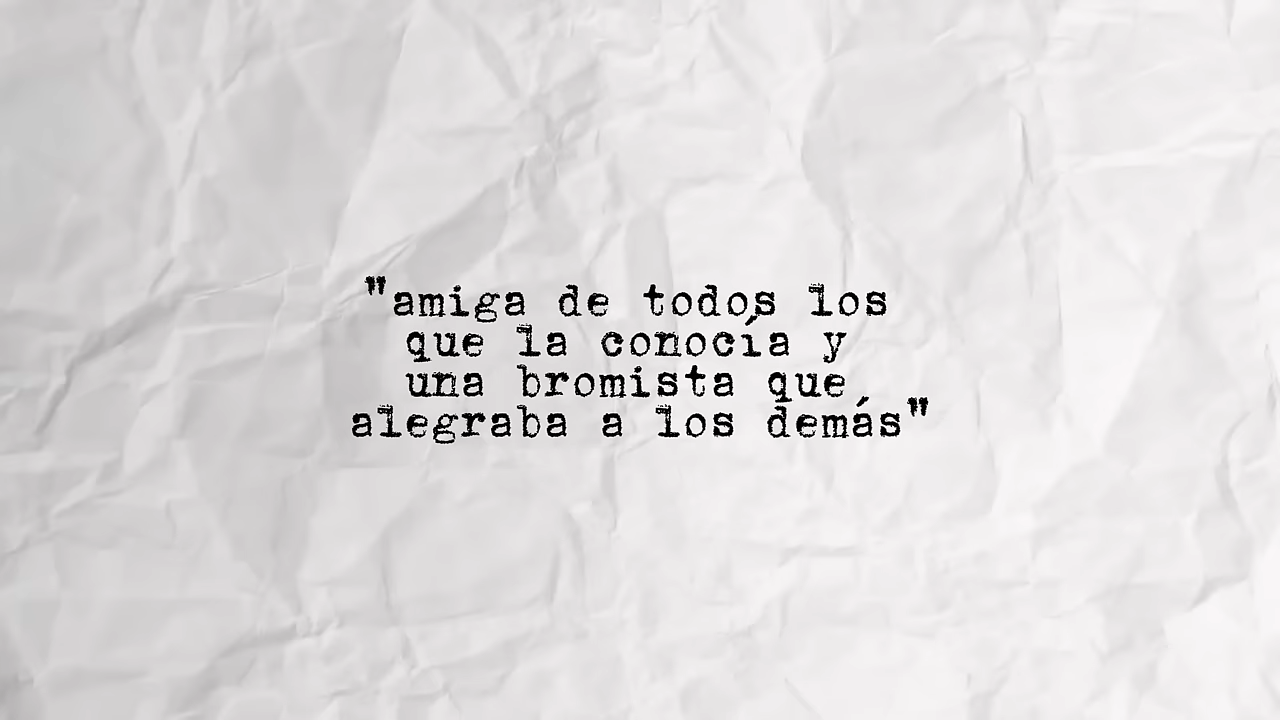 "amiga de todos los
que la conocía y
una bromista que
alegraba a los demás"